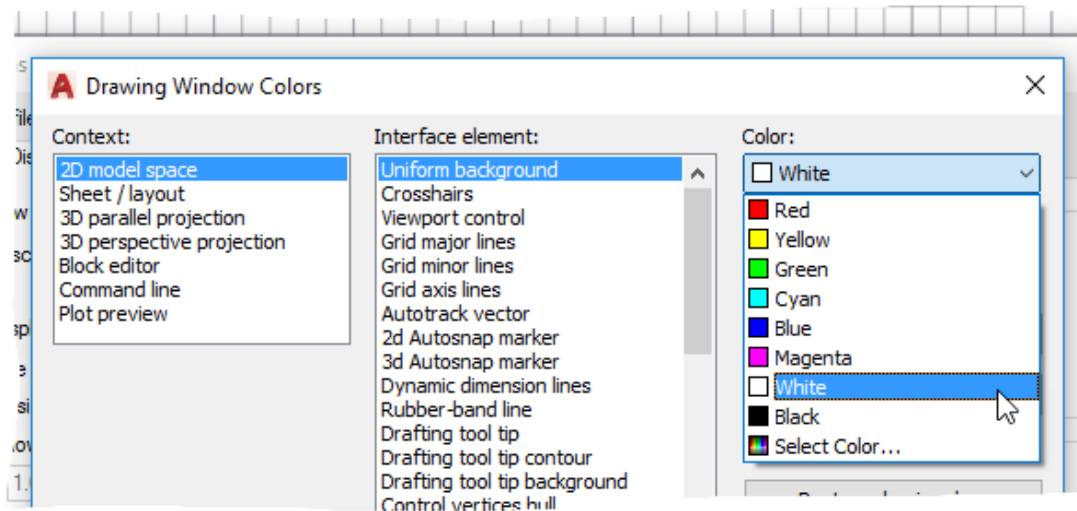 Drawing Window Colors
Context:
2D model space
Sheet / layout
3D parallel projection
3D perspective projection
Block editor
Command line
Plot preview
Interface element:
Uniform background
Crosshairs
Viewport control
Grid major lines
Grid minor lines
Grid axis lines
Autotrack vector
2d Autosnap marker
3d Autosnap marker
Dynamic dimension lines
Rubber-band line
Drafting tool tip
Drafting tool tip contour
Drafting tool tip background
Control vertices hull
Color:
White
Red
Yellow
Green
Cyan
Blue
Magenta
White
Black
Select Color...